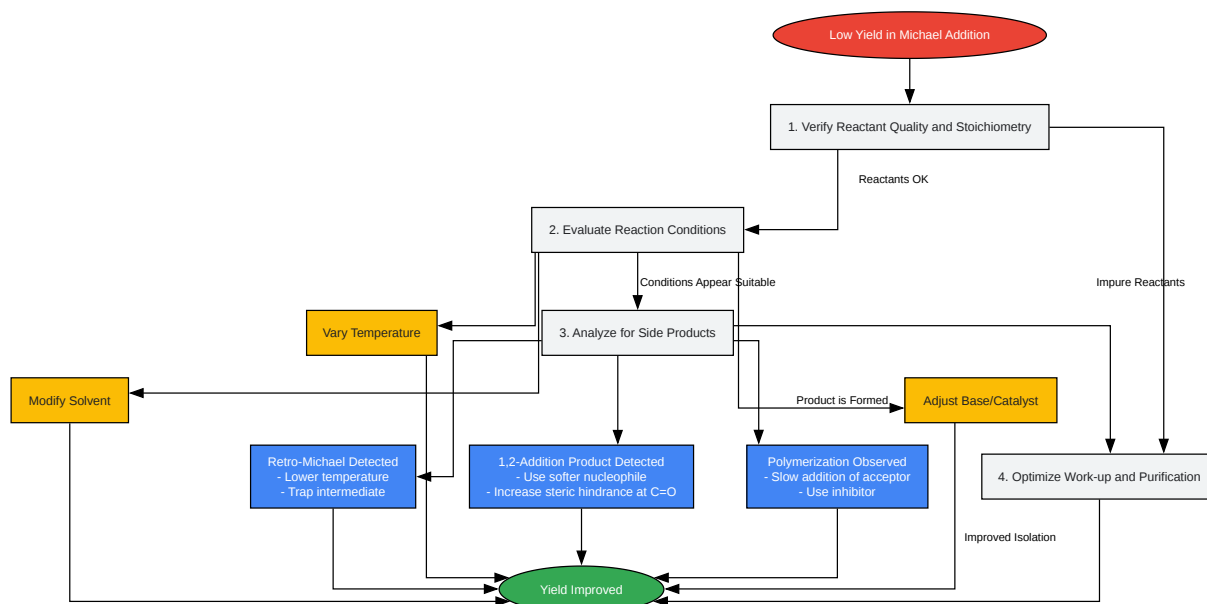 Low Yield in Michael Addition
1. Verify Reactant Quality and Stoichiometry
Reactants OK
2. Evaluate Reaction Conditions
Conditions Appear Suitable
Impure Reactants
Vary Temperature
3. Analyze for Side Products
Modify Solvent
Product is Formed
Adjust Base/Catalyst
Retro-Michael Detected
- Lower temperature
- Trap intermediate
1,2-Addition Product Detected
- Use softer nucleophile
- Increase steric hindrance at C=O
Polymerization Observed
- Slow addition of acceptor
- Use inhibitor
4. Optimize Work-up and Purification
Improved Isolation
Yield Improved